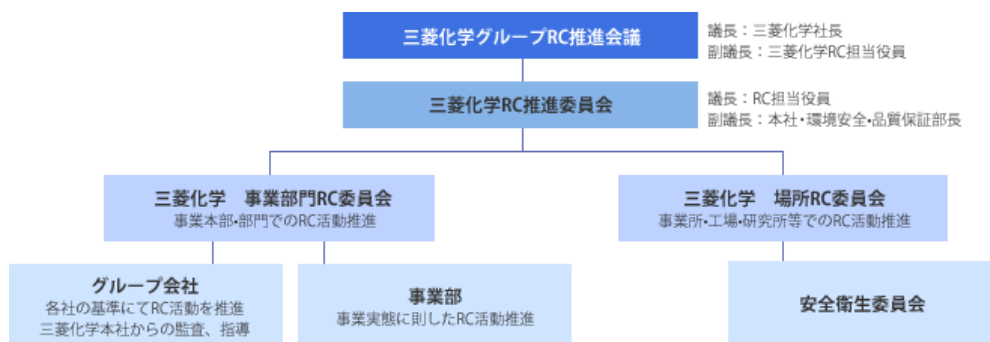 三菱化学グループRC推進会議
議長：三菱化学社長
副議長：三菱化学RC担当役員
三菱化学RC推進委員会
議長：RC担当役員
副議長：本社・環境安全・品質保証部長
三菱化学　事業部門RC委員会
事業本部・部門でのRC活動推進
三菱化学　場所RC委員会
事業所・工場・研究所等でのRC活動推進
グループ会社
各社の基準にてRC活動を推進
三菱化学本社からの監査、指導
事業部
事業実態に則したRC活動推進
安全衛生委員会